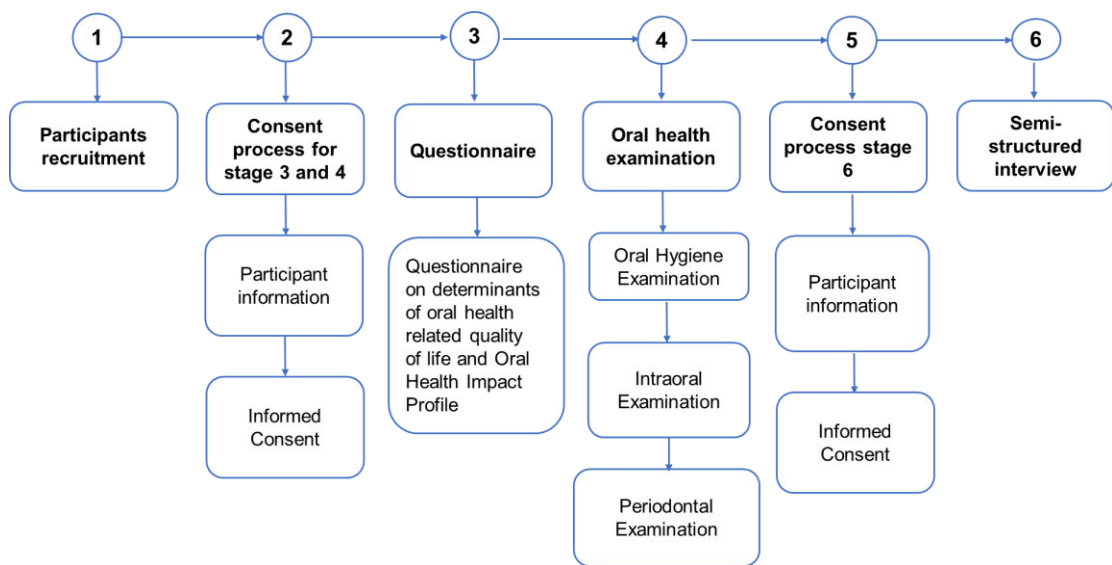 1
2
3
4
5
6
Participants
recruitment
Consent
process for
stage 3 and 4
Questionnaire
Oral health
examination
Consent
process stage
6
Semi-
structured
interview
Participant
information
Informed
Consent
Questionnaire
on determinants
of oral health
related quality
of life and Oral
Health Impact
Profile
Oral Hygiene
Examination
Intraoral
Examination
Periodontal
Examination
Participant
information
Informed
Consent